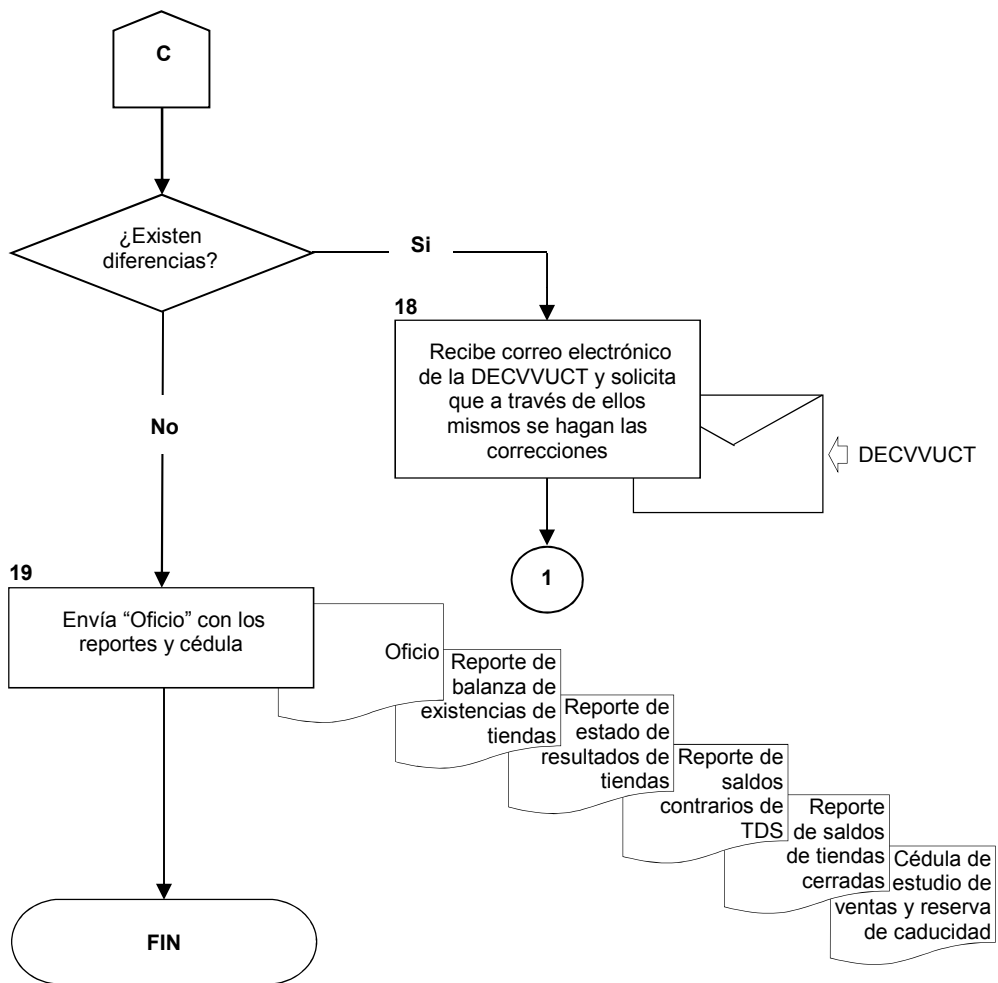 C
¿Existen
diferencias?
Si
18
Recibe correo electrónico
de la DECVVUCT y solicita
que a través de ellos
mismos se hagan las
correcciones
DECVVUCT
No
1
19
Envía “Oficio” con los
reportes y cédula
Oficio
Reporte de
balanza de
existencias de
tiendas
Reporte de
estado de
resultados de
tiendas
Reporte de
saldos
contrarios de
TDS
Reporte
de saldos
de tiendas
cerradas
Cédula de
estudio de
ventas y reserva
de caducidad
FIN